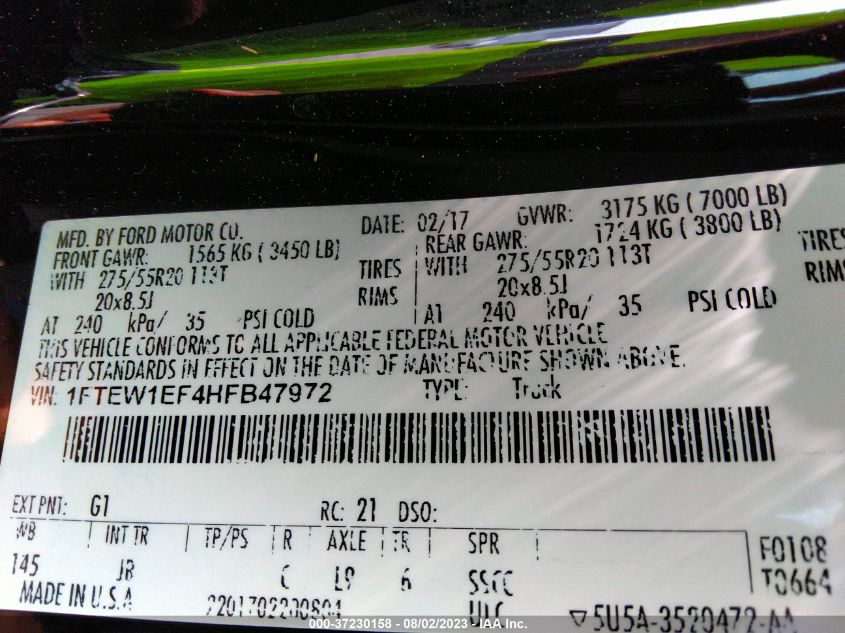 MFD. BY FORD MOTOR CO. DATE: 02/17 GVWR: 3175 KG ( 7000 LB)
FRONT GAWR: 1565 KG ( 3450 LB) REAR GAWR: 1724 KG ( 3800 LB)
WITH 275/55R20 113T TIRES WITH 275/55R20 113T TIRES
20x8.5J RIMS 20x8.5J RIMS
AT 240 kPa/ 35 PSI COLD AT 240 kPa/ 35 PSI COLD
THIS VEHICLE CONFORMS TO ALL APPLICABLE FEDERAL MOTOR VEHICLE
SAFETY STANDARDS IN EFFECT ON THE DATE OF MANUFACTURE SHOWN ABOVE.
VIN: 1FTEW1EF4HFB47972 TYPE: Truck
EXT PNT: G1 RC: 21 DSO:
WB INT TR TP/PS R AXLE TR SPR F0108
145 JB C L9 6 T0664
MADE IN U.S.A 2201702200804 5U5A-3520472-AA
000-37230158 - 08/02/2023 - Copyright © IAA, Inc.